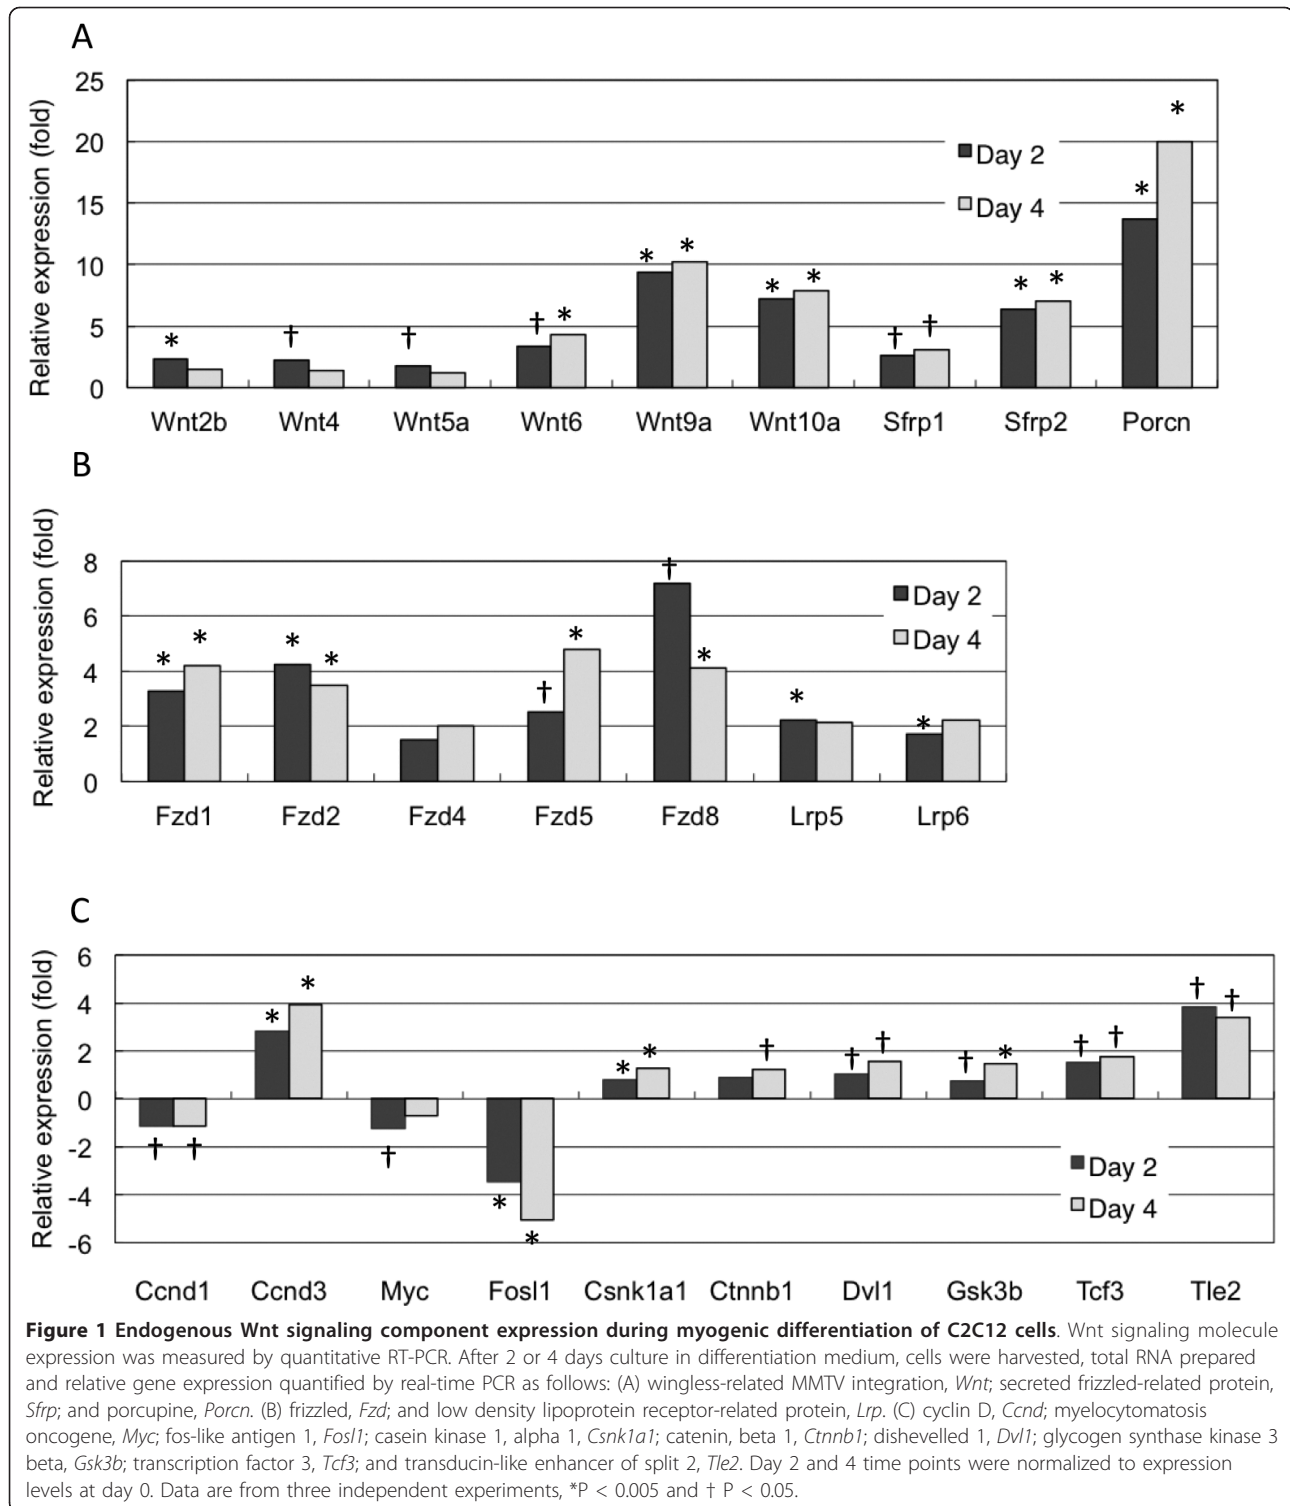 A
Relative expression (fold)
25
20
15
10
5
0
Day 2
Day 4
* † † † * * * * * † † * * * *
Wnt2b Wnt4 Wnt5a Wnt6 Wnt9a Wnt10a Sfrp1 Sfrp2 Porcn
B
Relative expression (fold)
8
6
4
2
0
Day 2
Day 4
* * * * † * † * * *
Fzd1 Fzd2 Fzd4 Fzd5 Fzd8 Lrp5 Lrp6
C
Relative expression (fold)
6
4
2
0
-2
-4
-6
Day 2
Day 4
† † * * † * * * * † † † † * † † † †
Ccnd1 Ccnd3 Myc Fosl1 Csnk1a1 Ctnnb1 Dvl1 Gsk3b Tcf3 Tle2
Figure 1 Endogenous Wnt signaling component expression during myogenic differentiation of C2C12 cells. Wnt signaling molecule
expression was measured by quantitative RT-PCR. After 2 or 4 days culture in differentiation medium, cells were harvested, total RNA prepared
and relative gene expression quantified by real-time PCR as follows: (A) wingless-related MMTV integration, Wnt; secreted frizzled-related protein,
Sfrp; and porcupine, Porcn. (B) frizzled, Fzd; and low density lipoprotein receptor-related protein, Lrp. (C) cyclin D, Ccnd; myelocytomatosis
oncogene, Myc; fos-like antigen 1, Fosl1; casein kinase 1, alpha 1, Csnk1a1; catenin, beta 1, Ctnnb1; dishevelled 1, Dvl1; glycogen synthase kinase 3
beta, Gsk3b; transcription factor 3, Tcf3; and transducin-like enhancer of split 2, Tle2. Day 2 and 4 time points were normalized to expression
levels at day 0. Data are from three independent experiments, *P < 0.005 and † P < 0.05.